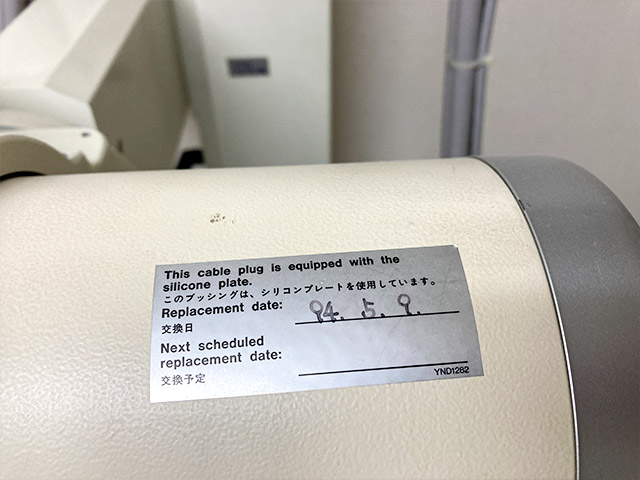 This cable plug is equipped with the
silicone plate.
このブッシングは、シリコンプレートを使用しています。
Replacement date: 94. 5. 9.
交換日
Next scheduled
replacement date:
交換予定
YND1282